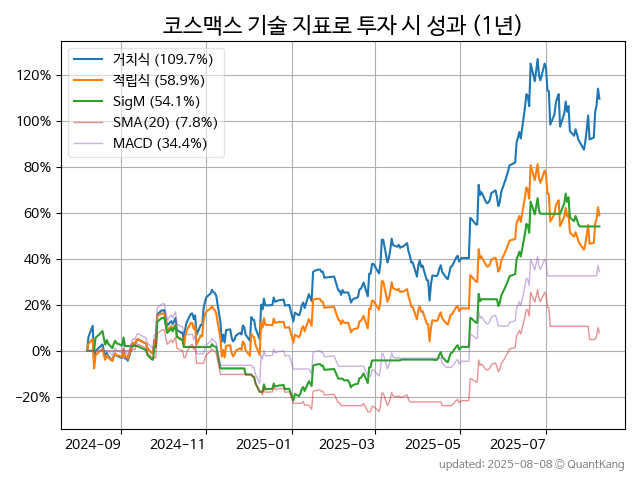 코스맥스 기술 지표로 투자 시 성과 (1년)
거치식 (109.7%)
적립식 (58.9%)
SigM (54.1%)
SMA(20) (7.8%)
MACD (34.4%)
120%
100%
80%
60%
40%
20%
0%
−20%
2024-09 2024-11 2025-01 2025-03 2025-05 2025-07
updated: 2025-08-08 © QuantKang